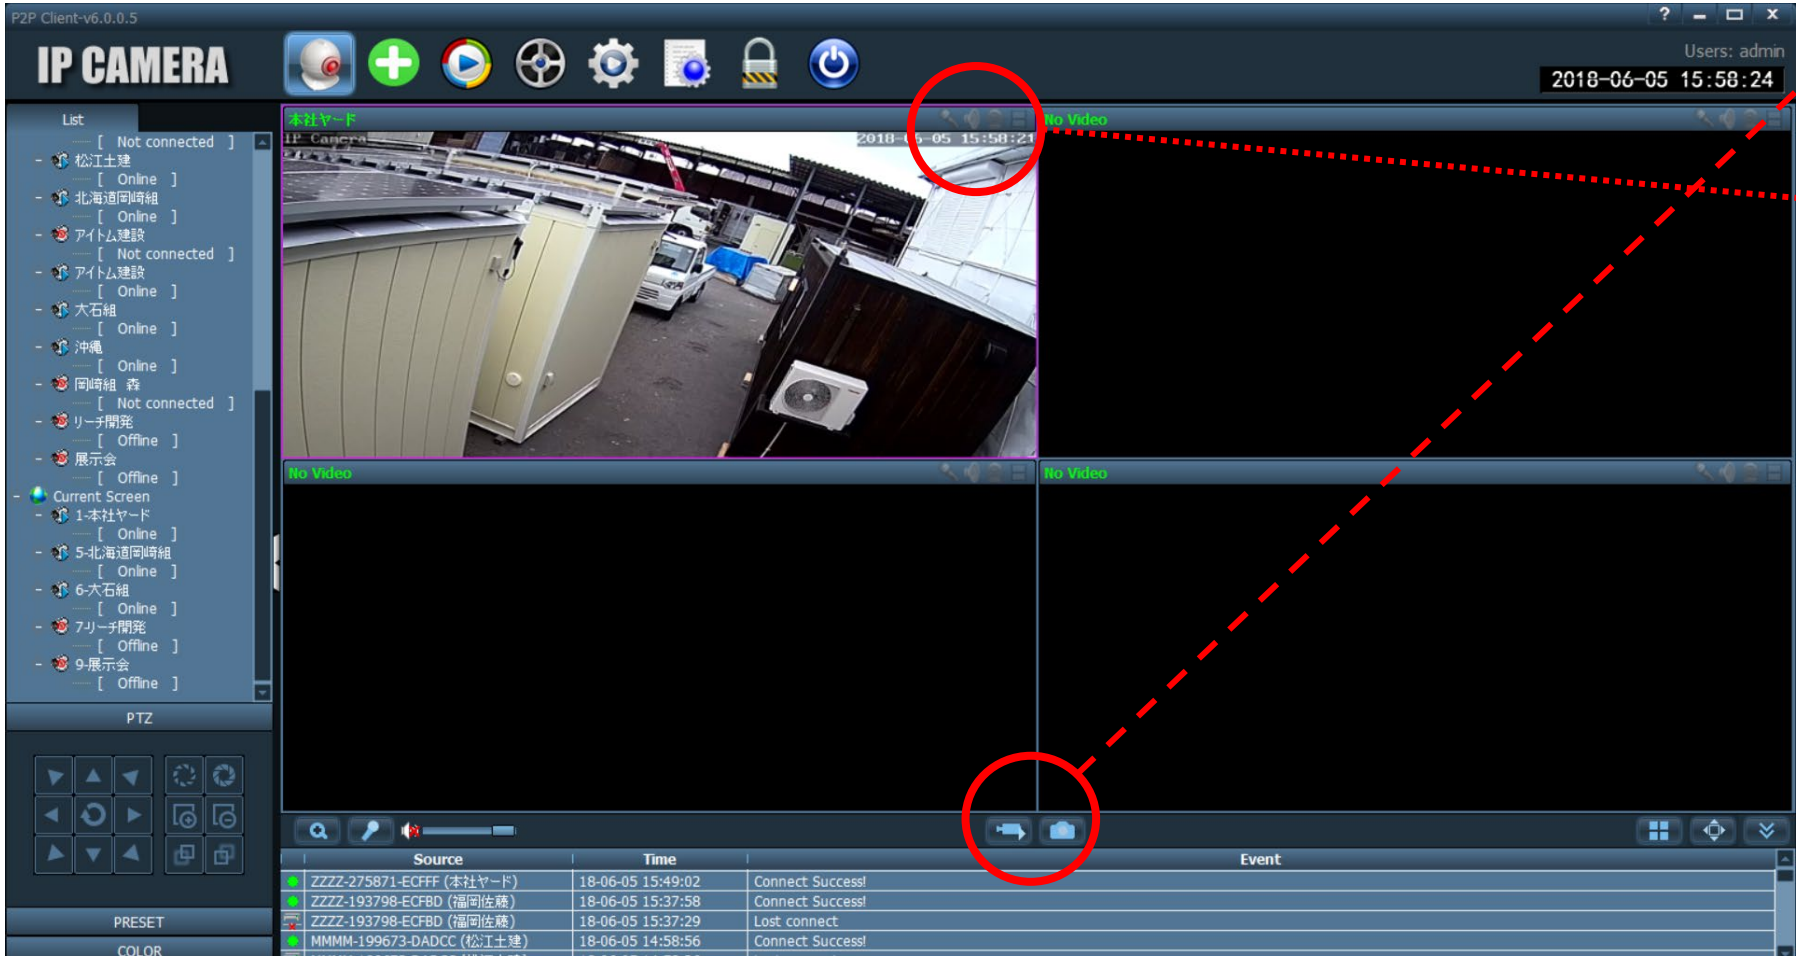 P2P Client-v6.0.0.5
?
IP CAMERA
Users: admin
2018-06-05 15:58:24
List
[ Not connected ]
松江土建
[ Online ]
北海道岡崎組
[ Online ]
アイトム建設
[ Not connected ]
アイトム建設
[ Online ]
大石組
[ Online ]
沖縄
[ Online ]
岡崎組 森
[ Not connected ]
リーチ開発
[ Offline ]
展示会
[ Offline ]
Current Screen
1-本社ヤード
[ Online ]
5-北海道岡崎組
[ Online ]
6-大石組
[ Online ]
7-リーチ開発
[ Offline ]
9-展示会
[ Offline ]
PTZ
PRESET
COLOR
本社ヤード
IP Camera
2018-06-05 15:58:21
No Video
No Video
No Video
Source Time Event
ZZZZ-275871-ECFFF (本社ヤード) 18-06-05 15:49:02 Connect Success!
ZZZZ-193798-ECFBD (福岡佐藤) 18-06-05 15:37:58 Connect Success!
ZZZZ-193798-ECFBD (福岡佐藤) 18-06-05 15:37:29 Lost connect
MMMM-199673-DADCC (松江土建) 18-06-05 14:58:56 Connect Success!